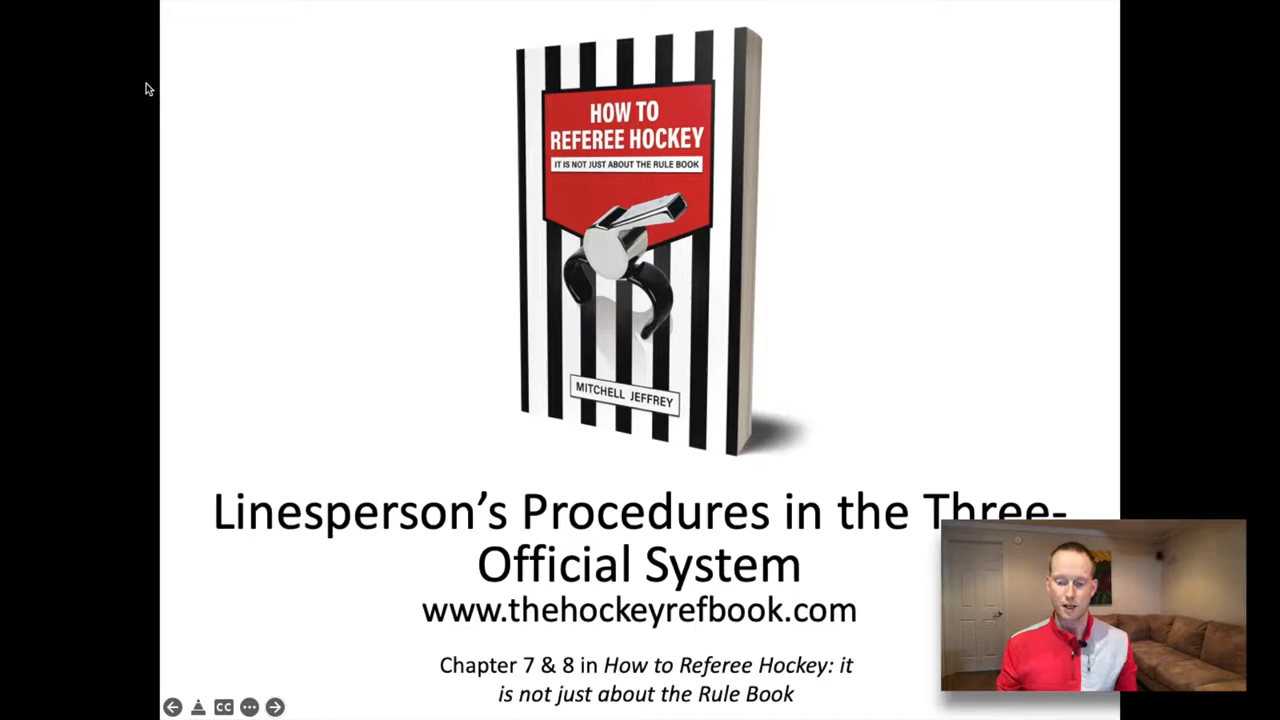 HOW TO
REFEREE HOCKEY
IT IS NOT JUST ABOUT THE RULE BOOK
MITCHELL JEFFREY
Linesperson’s Procedures in the Three-
Official System
www.thehockeyrefbook.com
Chapter 7 & 8 in How to Referee Hockey: it
is not just about the Rule Book
CC